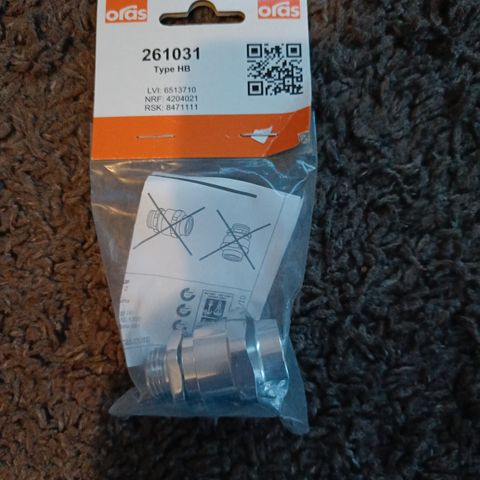 oras
oras
261031
Type HB
LVI: 6513710
NRF: 4204021
RSK: 8471111